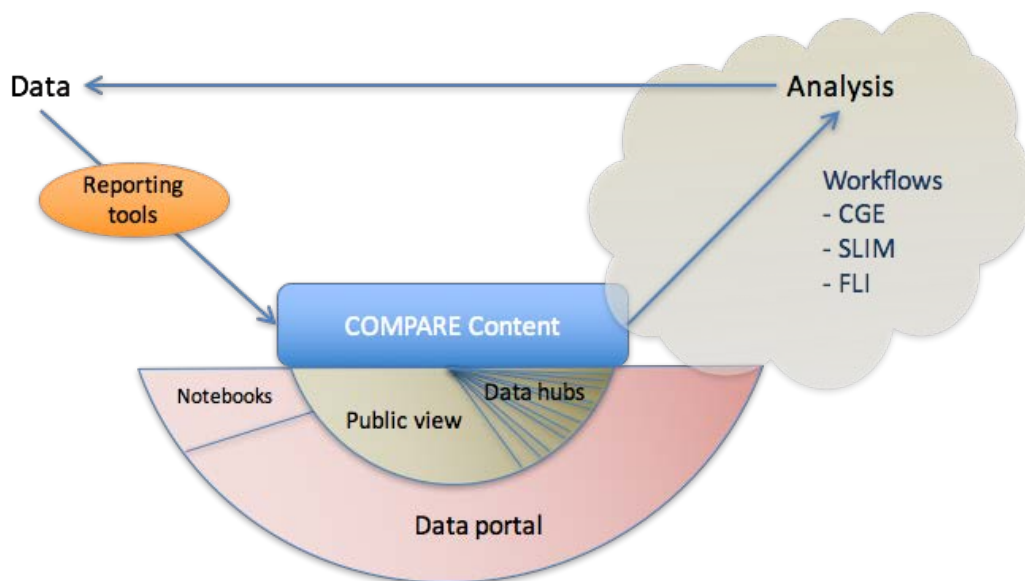 Data
Analysis
Reporting
tools
Workflows
- CGE
- SLIM
- FLI
COMPARE Content
Notebooks
Public view
Data hubs
Data portal